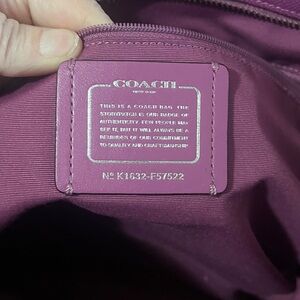 COACH
NEW YORK
THIS IS A COACH BAG. THE
STORYPATCH IS OUR BADGE OF
AUTHENTICITY. FEW PEOPLE MAY
SEE IT, BUT IT WILL ALWAYS BE A
REMINDER OF OUR COMMITMENT
TO QUALITY AND CRAFTSMANSHIP
Nº K1632-F57522